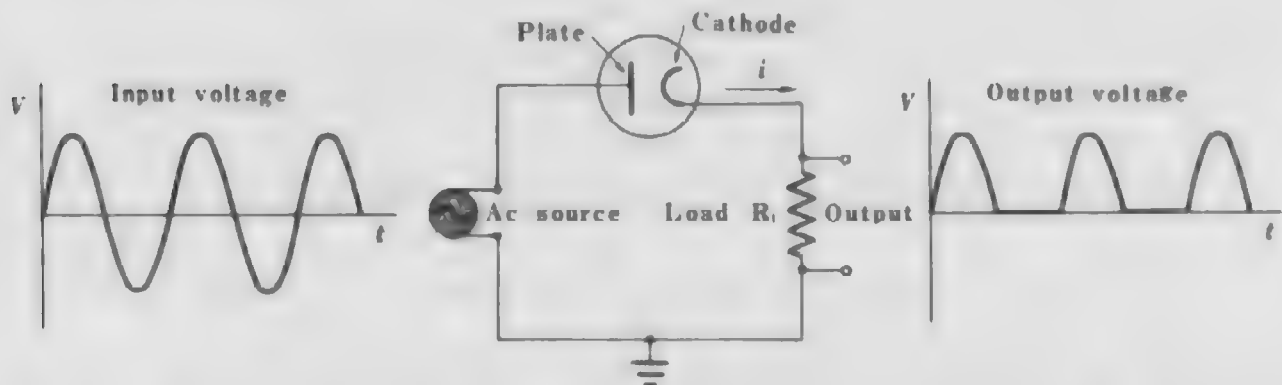 Plate
Cathode
Input voltage
V
t
i
Ac source
Load R
Output
Output voltage
V
t